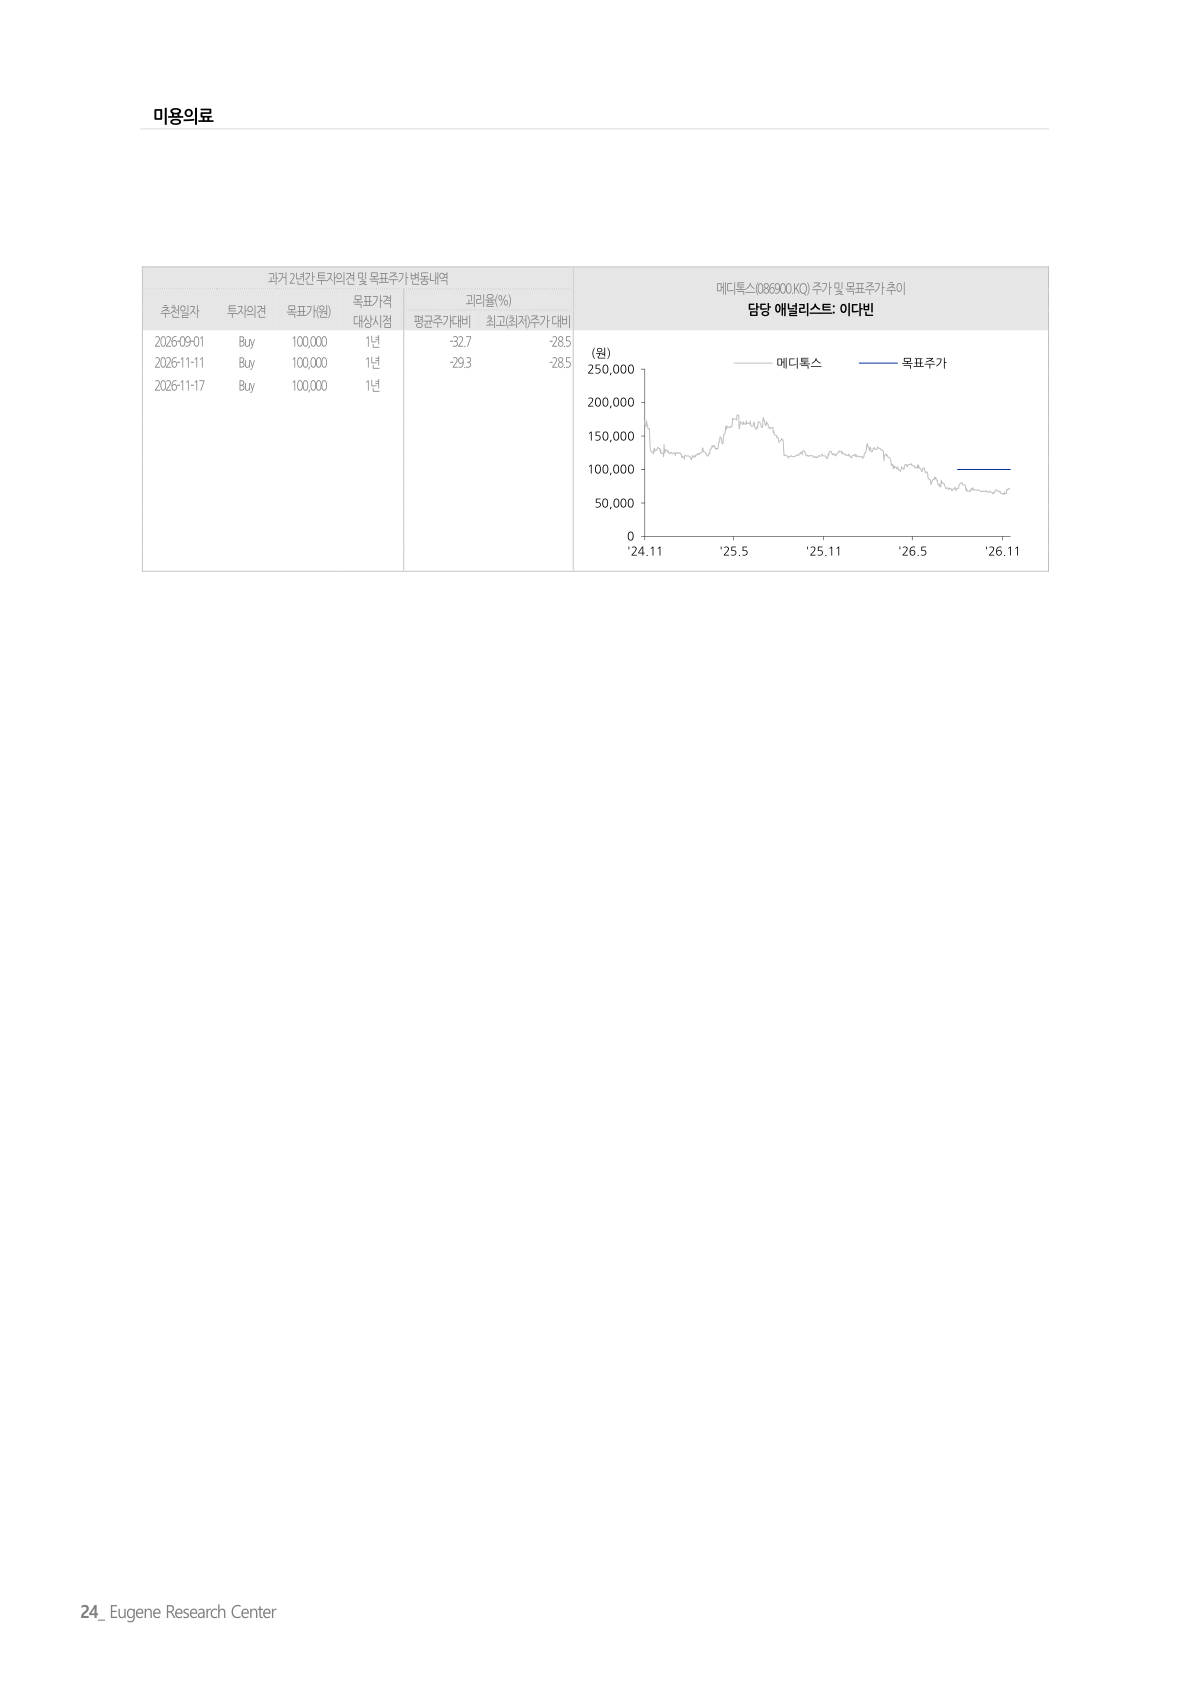 미용의료
과거 2년간 투자의견 및 목표주가 변동내역
추천일자 투자의견 목표가(원) 목표가격 대상시점 괴리율(%)
평균주가대비 최고(최저)주가 대비
2026-09-01 Buy 100,000 1년 -32.7 -28.5
2026-11-11 Buy 100,000 1년 -29.3 -28.5
2026-11-17 Buy 100,000 1년
메디톡스(086900.KQ) 주가 및 목표주가 추이
담당 애널리스트: 이다빈
(원)
메디톡스 목표주가
250,000
200,000
150,000
100,000
50,000
0
'24.11 '25.5 '25.11 '26.5 '26.11
24_ Eugene Research Center